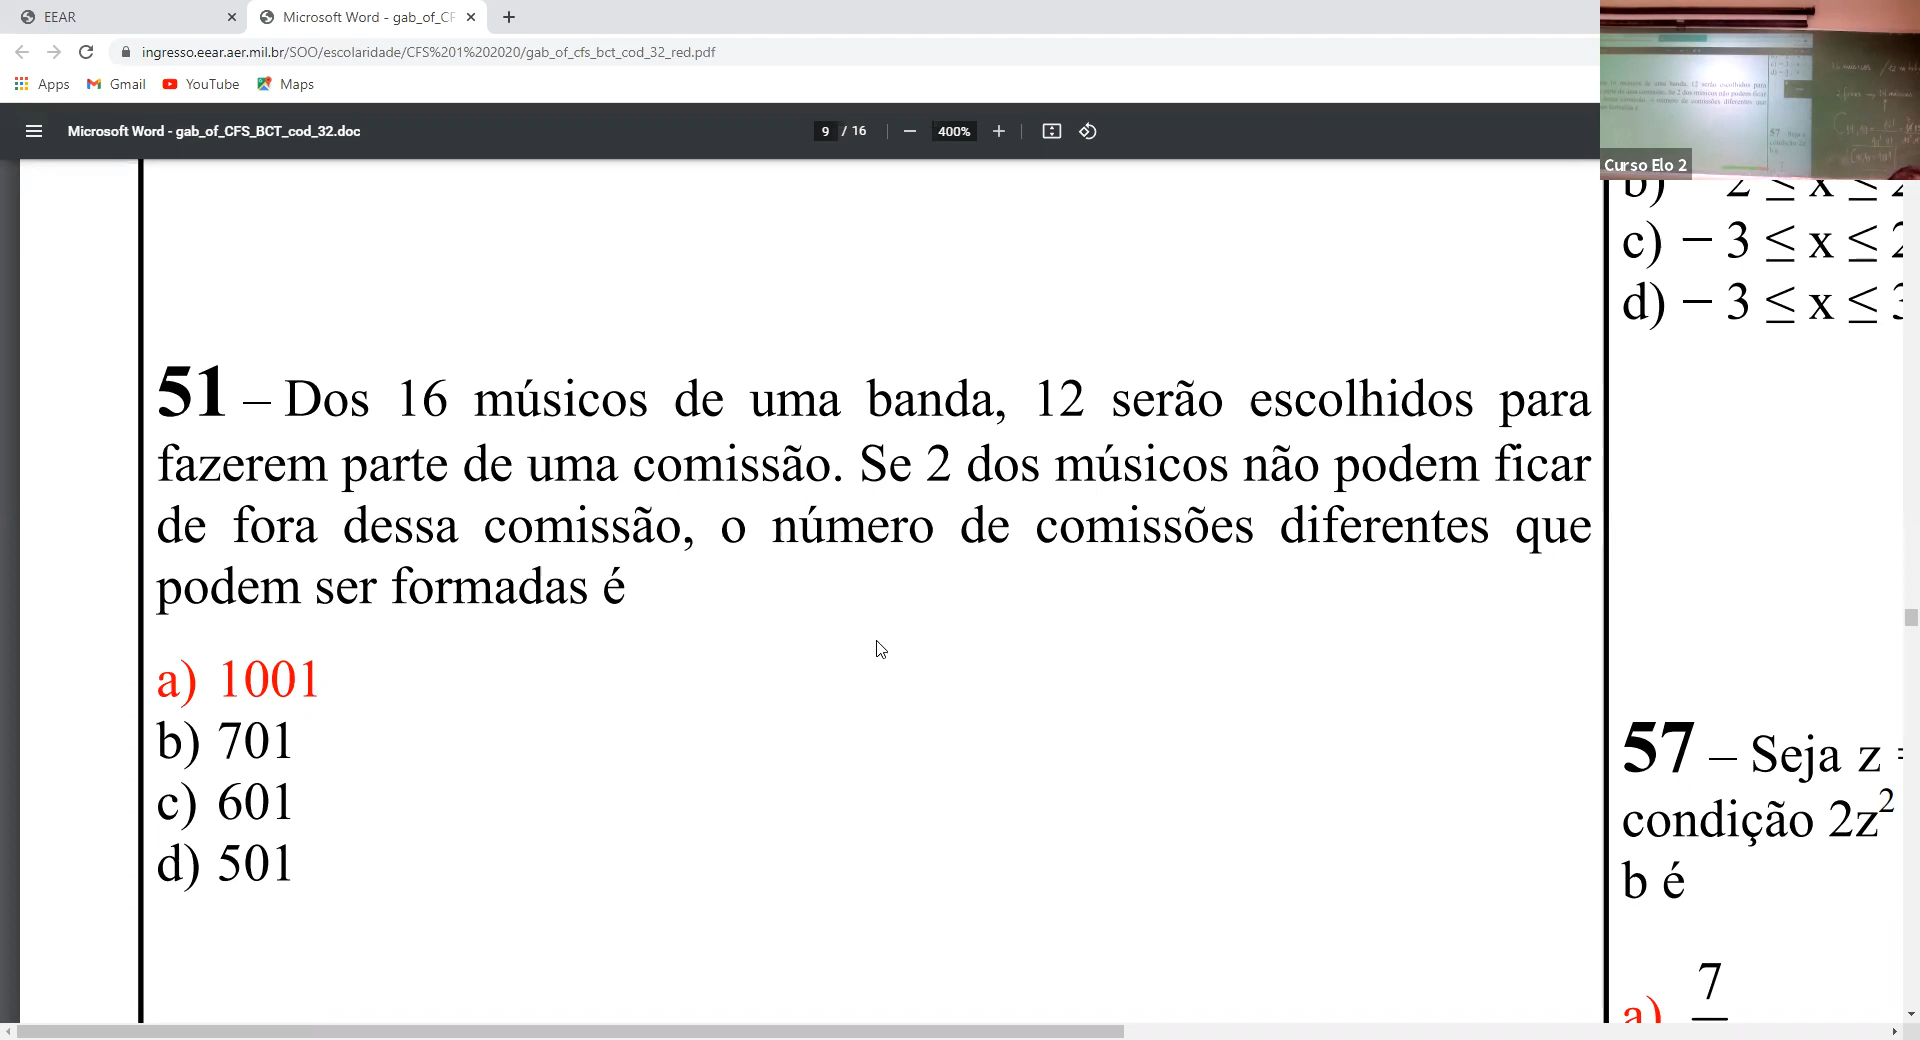 EEAR
Microsoft Word - gab_of_CF
ingresso.eear.aer.mil.br/SOO/escolaridade/CFS%201%202020/gab_of_cfs_bct_cod_32_red.pdf
Apps Gmail YouTube Maps
Microsoft Word - gab_of_CFS_BCT_cod_32.doc
9 / 16
400%
Curso Elo 2
51 – Dos 16 músicos de uma banda, 12 serão escolhidos para
fazerem parte de uma comissão. Se 2 dos músicos não podem ficar
de fora dessa comissão, o número de comissões diferentes que
podem ser formadas é
a) 1001
b) 701
c) 601
d) 501
b) 2 ≤ x ≤ 2
c) – 3 ≤ x ≤ 2
d) – 3 ≤ x ≤ 3
57 – Seja z =
condição 2z²
b é
a) 7